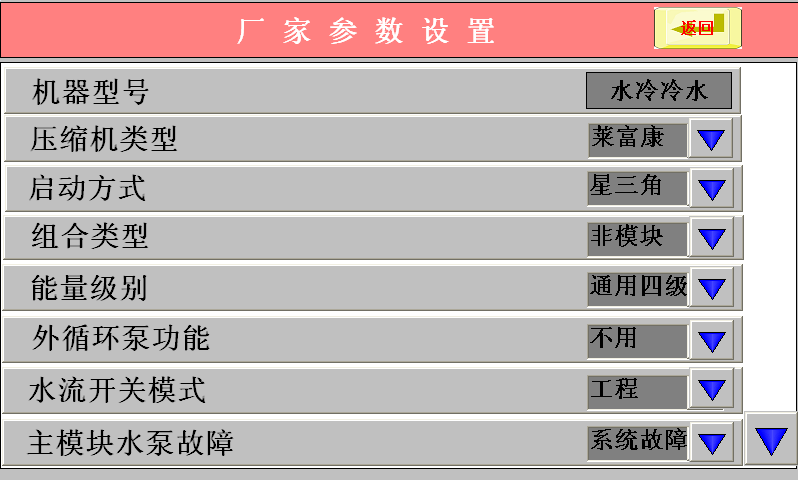 厂家参数设置 返回
机器型号 水冷冷水
压缩机类型 莱富康
启动方式 星三角
组合类型 非模块
能量级别 通用四级
外循环泵功能 不用
水流开关模式 工程
主模块水泵故障 系统故障